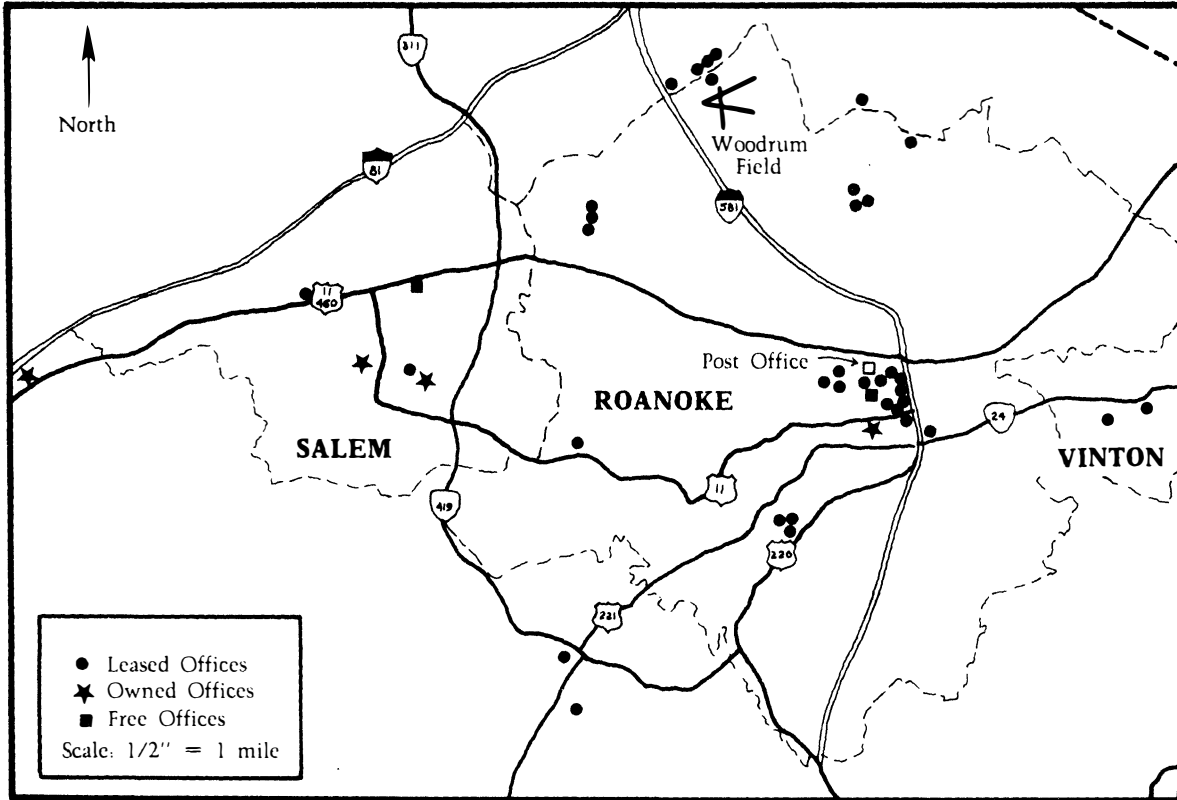 311
North
81
Woodrum
Field
581
11
460
Post Office
ROANOKE
24
SALEM
VINTON
11
419
220
221
Leased Offices
Owned Offices
Free Offices
Scale: 1/2" = 1 mile